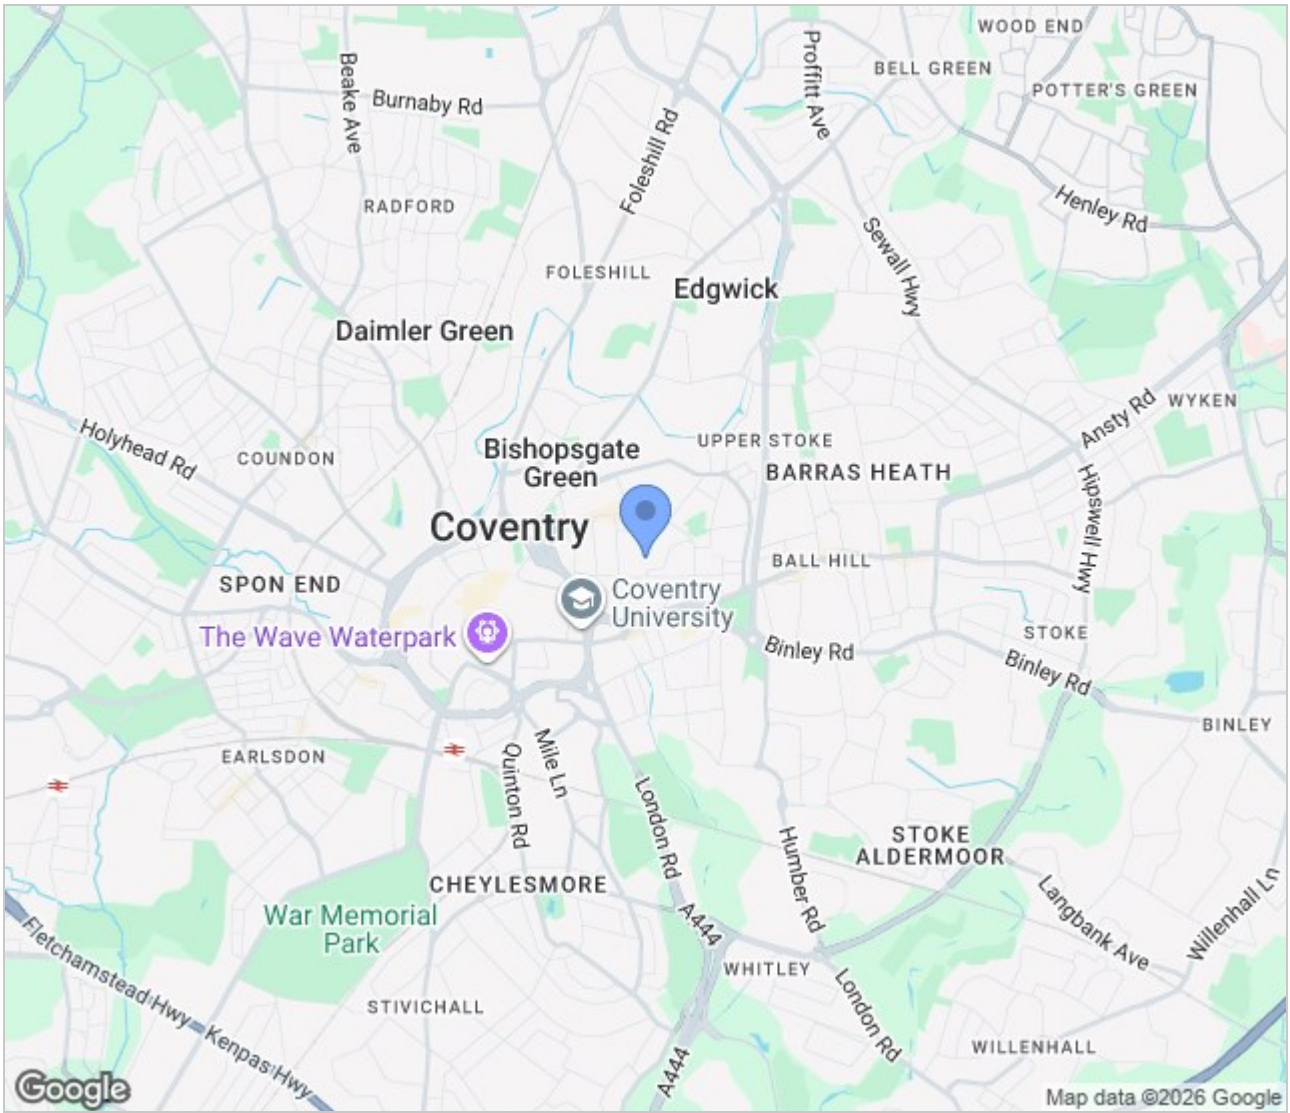 WOOD END
BELL GREEN
POTTER'S GREEN
Proffitt Ave
Beake Ave
Burnaby Rd
Foleshill Rd
Henley Rd
RADFORD
Sewall Hwy
FOLESHILL
Edgwick
Daimler Green
WYKEN
Ansty Rd
Holyhead Rd
COUNDON
Bishopsgate
Green
UPPER STOKE
BARRAS HEATH
Hipswell Hwy
Coventry
BALL HILL
SPON END
Coventry
University
The Wave Waterpark
STOKE
Binley Rd
Binley Rd
BINLEY
EARLSDON
Mile Ln
Quinton Rd
London Rd
STOKE
ALDERMOOR
Humber Rd
CHEYLESMORE
War Memorial
Park
Langbank Ave
Willenhall Ln
A444
Fletchamstead Hwy
WHITLEY
STIVICHALL
London Rd
Kenpas Hwy
WILLENHALL
A444
Google
Map data ©2026 Google